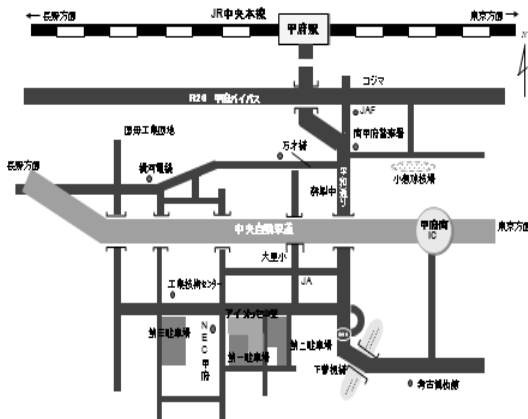 長野方面
JR中央本線
甲府駅
東京方面
N
コジマ
R20 甲府バイパス
JAF
国母工業団地
南甲府警察署
万才橋
長野方面
横河電機
平和通り
小瀬球技場
中央自動車道
甲府南
IC
東京方面
大里小
工業技術センター
JA
アイメッセ山梨
NEC甲府
第三駐車場
第一駐車場
第二駐車場
下曽根橋
考古博物館